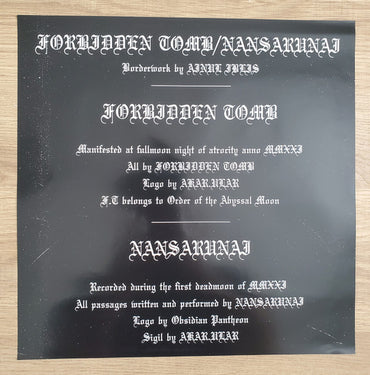 FORBIDDEN TOMB/NANSARUNAI
Borderwork by AINUL IBLIS
FORBIDDEN TOMB
Manifested at fullmoon night of atrocity anno MMXXI
All by FORBIDDEN TOMB
Logo by AKAR.ULAR
F.T belongs to Order of the Abyssal Moon
NANSARUNAI
Recorded during the first deadmoon of MMXXI
All passages written and performed by NANSARUNAI
Logo by Obsidian Pantheon
Sigil by AKAR.ULAR